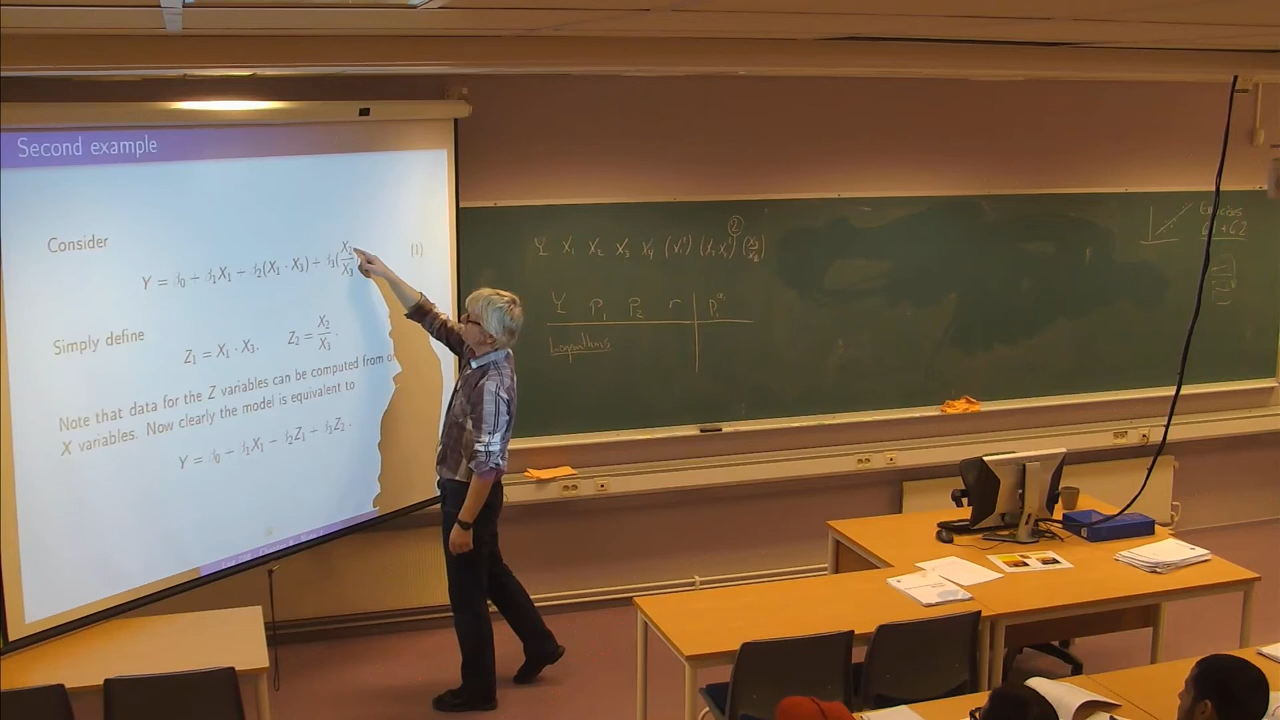 Second example
Consider
Y = β₀ + β₁X₁ + β₂(X₁ · X₃) + β₃(X₂/X₃) (1)
Simply define
Z₁ = X₁ · X₃. Z₂ = X₂/X₃.
Note that data for the Z variables can be computed from
X variables. Now clearly the model is equivalent to
Y = β₀ + β₁X₁ + β₂Z₁ + β₃Z₂.
②
Y X₁ X₂ X₃ X₄
Y P₁ P₂ r
Logarithms